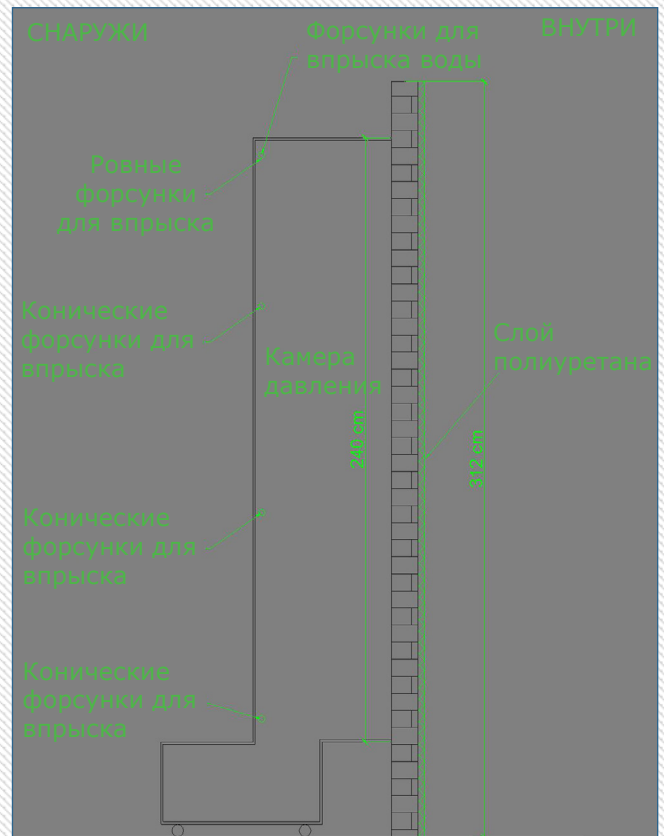 СНАРУЖИ
Форсунки для
впрыска воды
ВНУТРИ
Ровные
форсунки
для впрыска
Конические
форсунки для
впрыска
Камера
давления
Слой
полиуретана
240 cm
312 cm
Конические
форсунки для
впрыска
Конические
форсунки для
впрыска